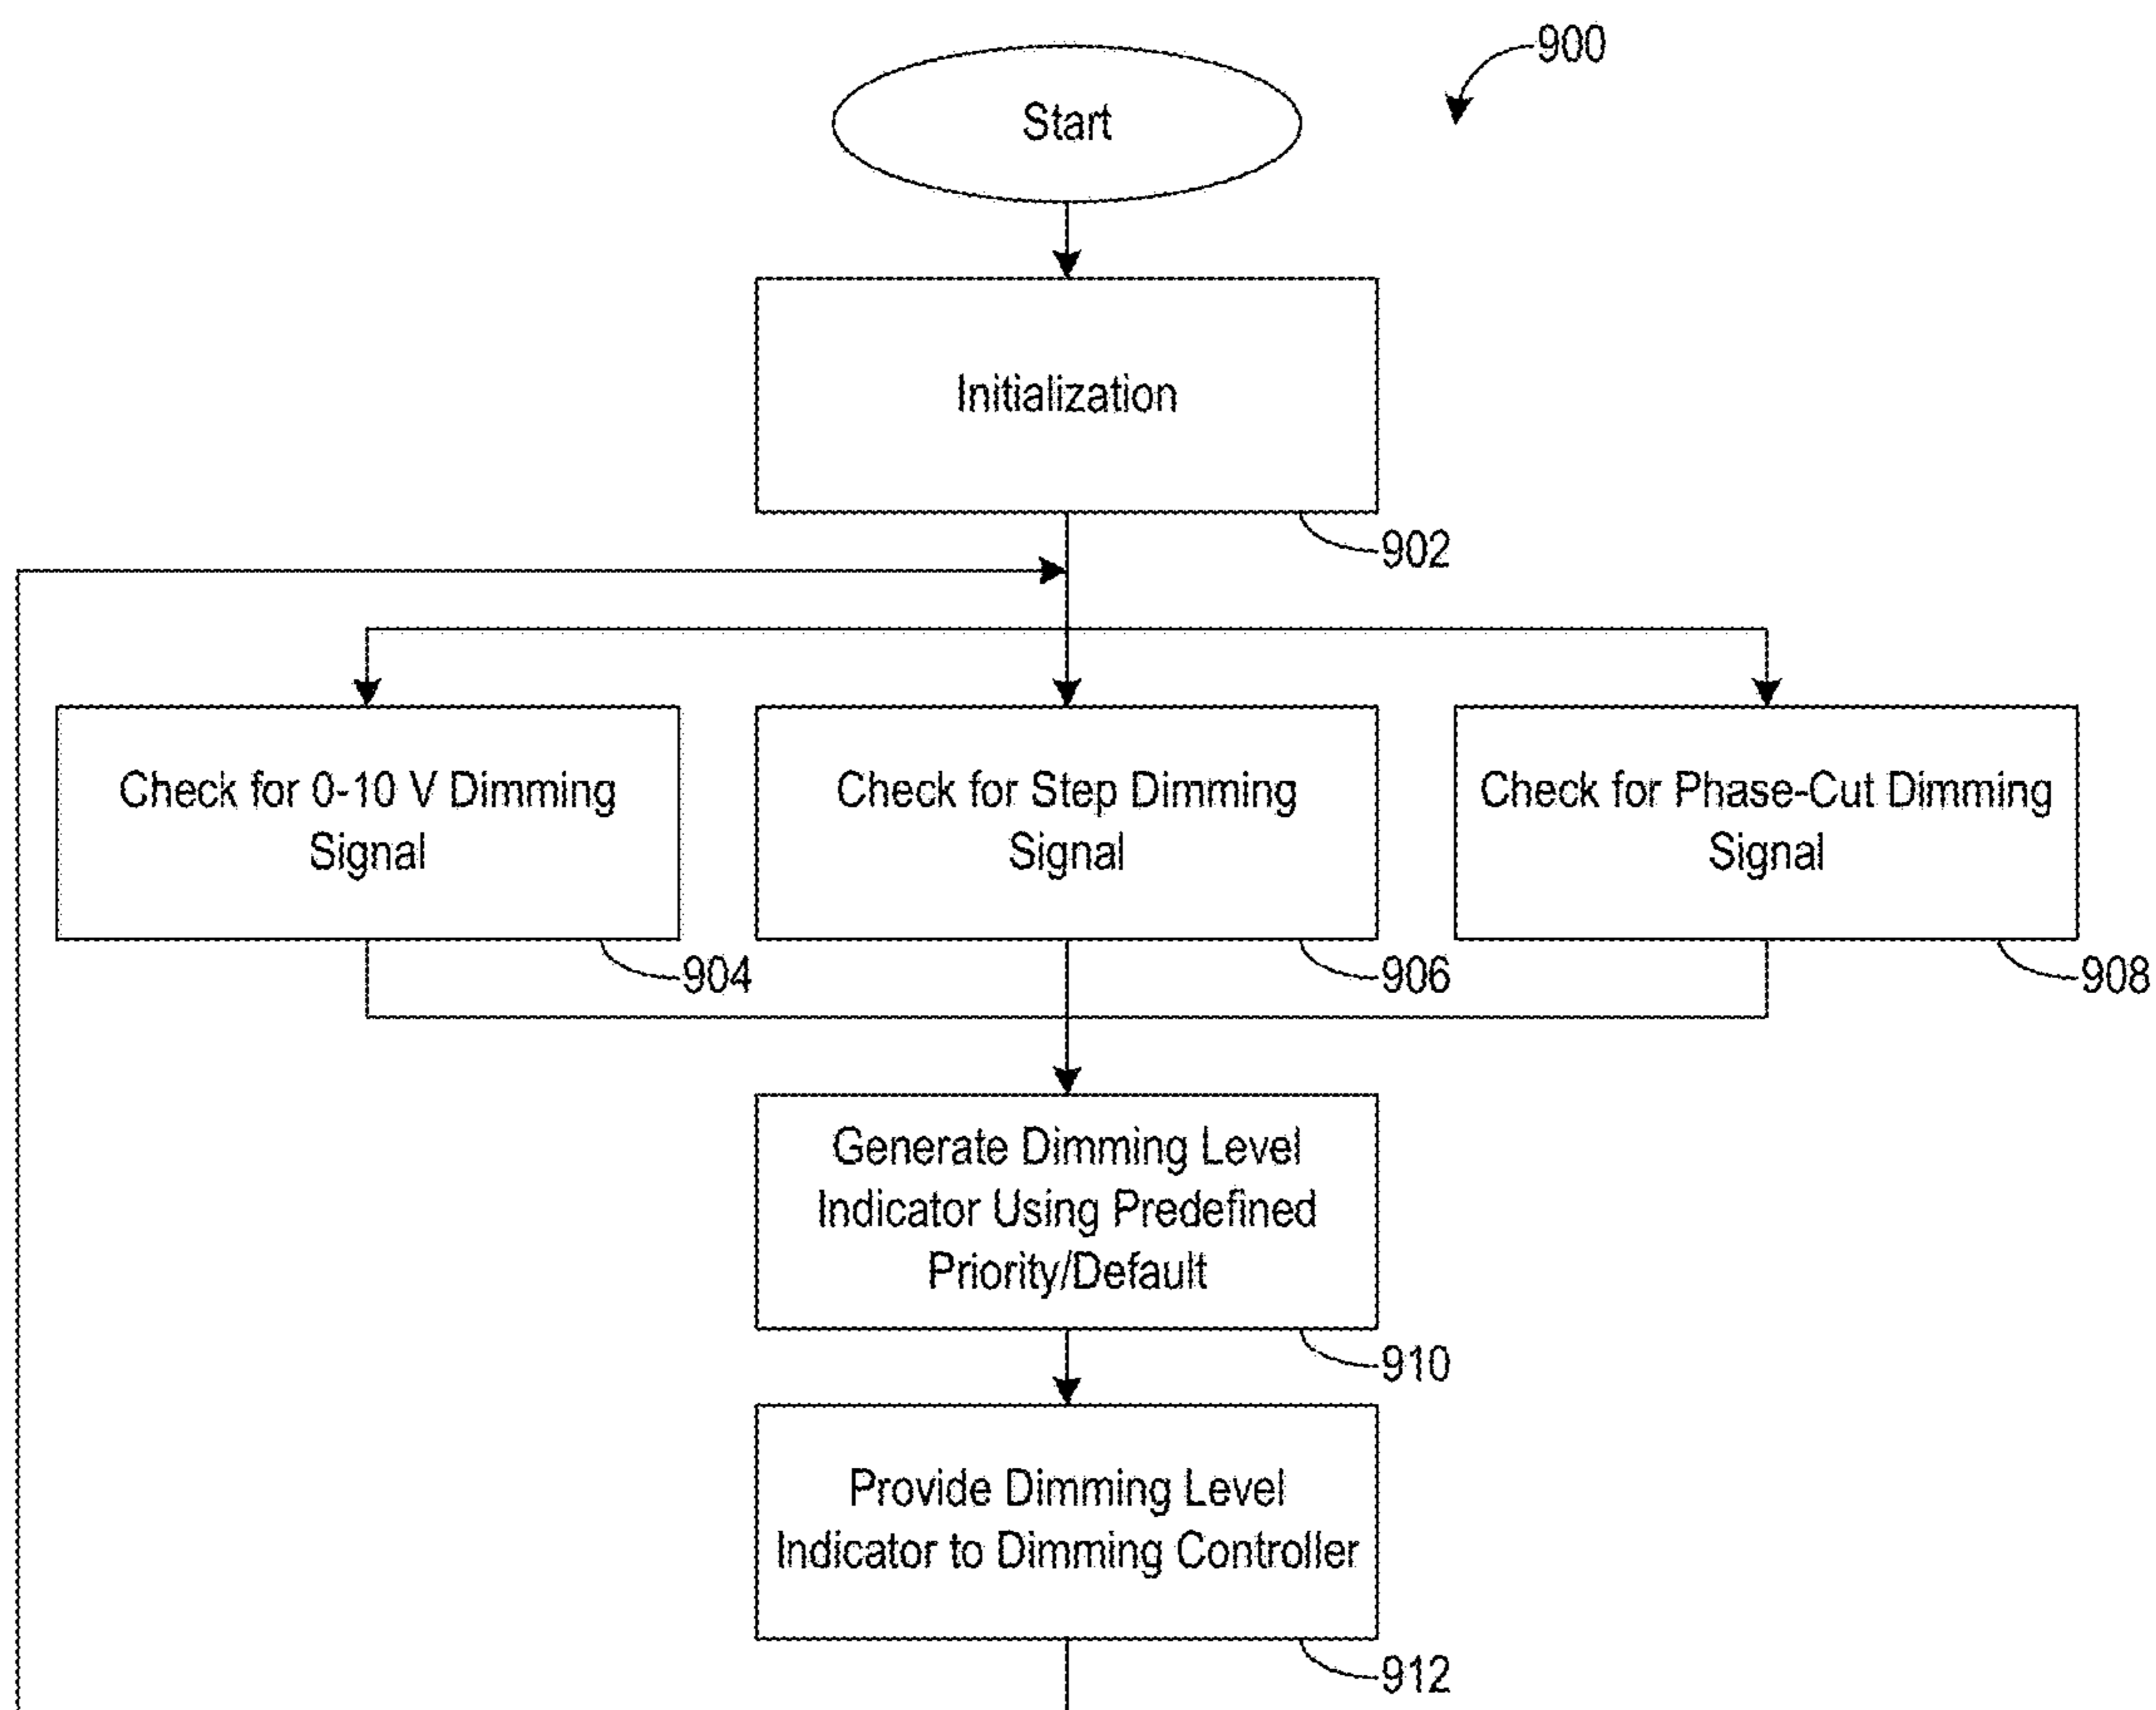 900
Start
Initialization
902
Check for 0-10 V Dimming
Signal
904
Check for Step Dimming
Signal
906
Check for Phase-Cut Dimming
Signal
908
Generate Dimming Level
Indicator Using Predefined
Priority/Default
910
Provide Dimming Level
Indicator to Dimming Controller
912